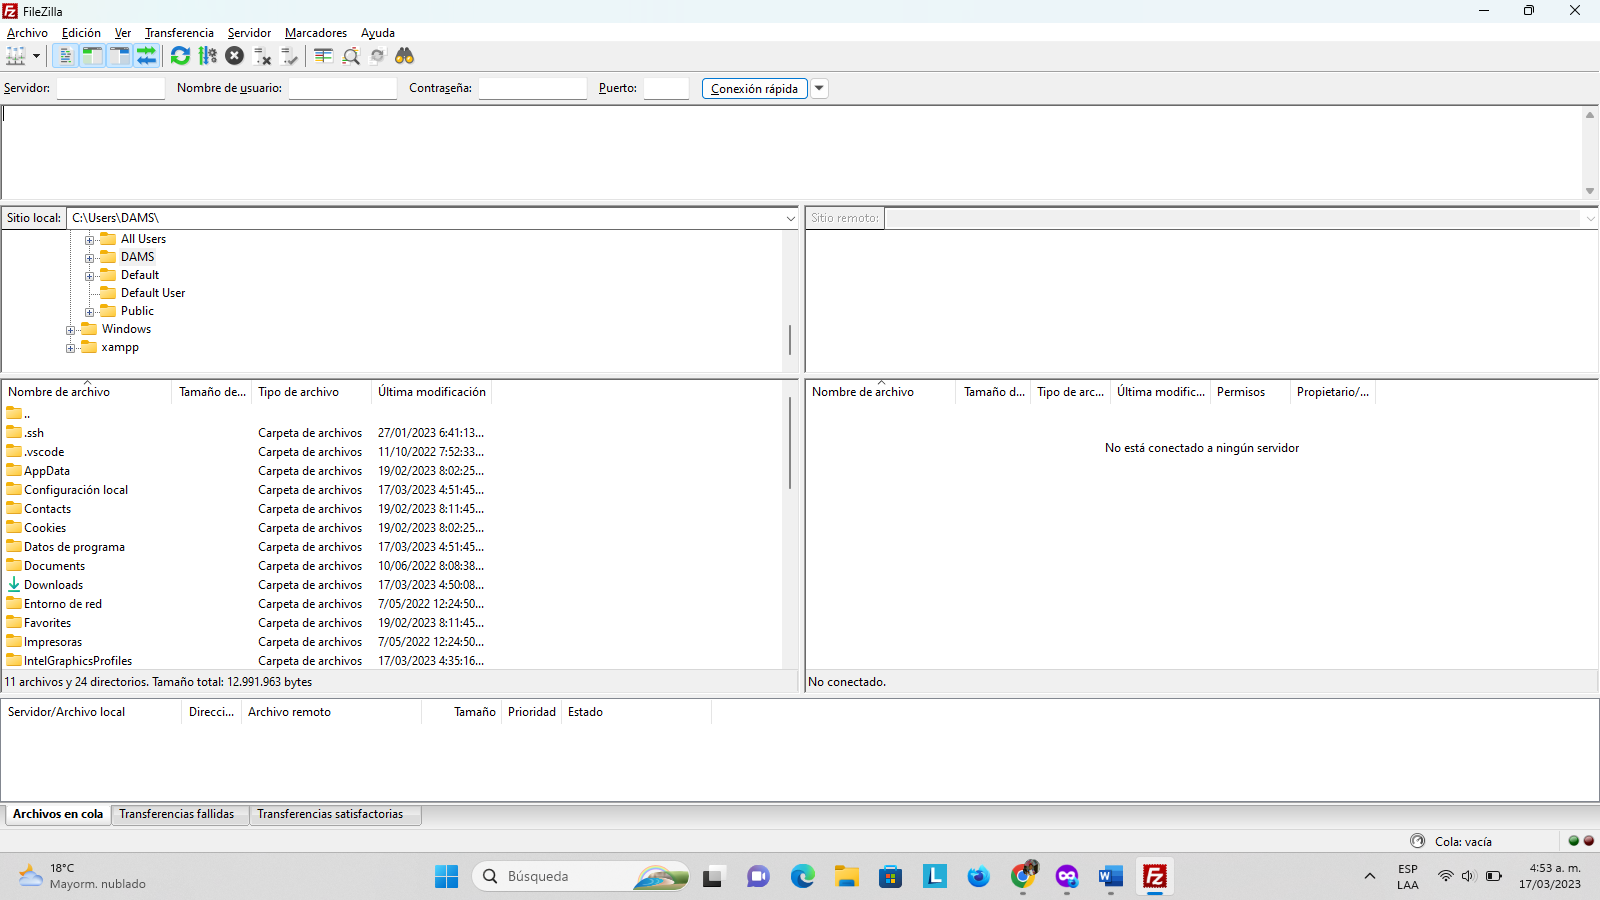 FileZilla
Archivo Edición Ver Transferencia Servidor Marcadores Ayuda
Servidor: Nombre de usuario: Contraseña: Puerto: Conexión rápida
Sitio local: C:\Users\DAMS\
Sitio remoto:
All Users
DAMS
Default
Default User
Public
Windows
xampp
Nombre de archivo Tamaño de... Tipo de archivo Última modificación
..
.ssh Carpeta de archivos 27/01/2023 6:41:13...
.vscode Carpeta de archivos 11/10/2022 7:52:33...
AppData Carpeta de archivos 19/02/2023 8:02:25...
Configuración local Carpeta de archivos 17/03/2023 4:51:45...
Contacts Carpeta de archivos 19/02/2023 8:11:45...
Cookies Carpeta de archivos 19/02/2023 8:02:25...
Datos de programa Carpeta de archivos 17/03/2023 4:51:45...
Documents Carpeta de archivos 10/06/2022 8:08:38...
Downloads Carpeta de archivos 17/03/2023 4:50:08...
Entorno de red Carpeta de archivos 7/05/2022 12:24:50...
Favorites Carpeta de archivos 19/02/2023 8:11:45...
Impresoras Carpeta de archivos 7/05/2022 12:24:50...
IntelGraphicsProfiles Carpeta de archivos 17/03/2023 4:35:16...
11 archivos y 24 directorios. Tamaño total: 12.991.963 bytes
Nombre de archivo Tamaño d... Tipo de arc... Última modific... Permisos Propietario/...
No está conectado a ningún servidor
No conectado.
Servidor/Archivo local Direcci... Archivo remoto Tamaño Prioridad Estado
Archivos en cola Transferencias fallidas Transferencias satisfactorias
Cola: vacía
18°C
Mayorm. nublado
Búsqueda
ESP
LAA
4:53 a. m.
17/03/2023